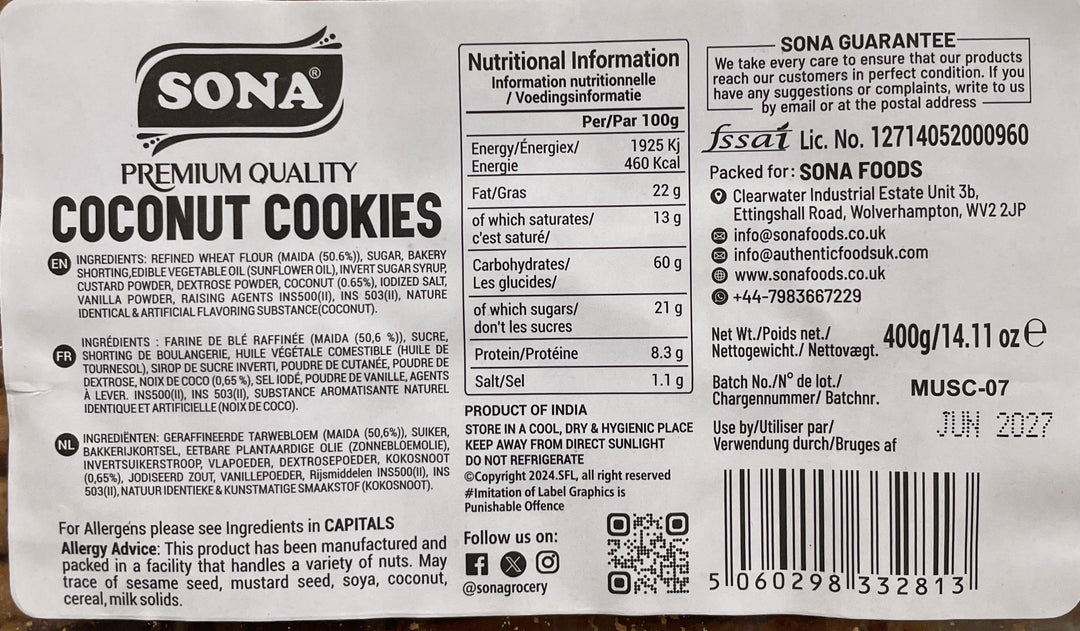 SONA®
PREMIUM QUALITY
COCONUT COOKIES
EN INGREDIENTS: REFINED WHEAT FLOUR (MAIDA (50.6%)), SUGAR, BAKERY
SHORTING,EDIBLE VEGETABLE OIL (SUNFLOWER OIL), INVERT SUGAR SYRUP,
CUSTARD POWDER, DEXTROSE POWDER, COCONUT (0.65%), IODIZED SALT,
VANILLA POWDER, RAISING AGENTS INS500(II), INS 503(II), NATURE
IDENTICAL & ARTIFICIAL FLAVORING SUBSTANCE(COCONUT).
FR INGRÉDIENTS : FARINE DE BLÉ RAFFINÉE (MAIDA (50,6 %)), SUCRE,
SHORTING DE BOULANGERIE, HUILE VÉGÉTALE COMESTIBLE (HUILE DE
TOURNESOL), SIROP DE SUCRE INVERTI, POUDRE DE CUTANÉE, POUDRE DE
DEXTROSE, NOIX DE COCO (0,65 %), SEL IODÉ, POUDRE DE VANILLE, AGENTS
À LEVER. INS500(II), INS 503(II), SUBSTANCE AROMATISANTE NATUREL
IDENTIQUE ET ARTIFICIELLE (NOIX DE COCO).
NL INGREDIËNTEN: GERAFFINEERDE TARWEBLOEM (MAIDA (50,6%)), SUIKER,
BAKKERIJKORTSEL, EETBARE PLANTAARDIGE OLIE (ZONNEBLOEMOLIE),
INVERTSUIKERSTROOP, VLAPOEDER, DEXTROSEPOEDER, KOKOSNOOT
(0,65%), JODISEERD ZOUT, VANILLEPOEDER, Rijsmiddelen INS500(II), INS
503(II), NATUUR IDENTIEKE & KUNSTMATIGE SMAAKSTOF (KOKOSNOOT).
For Allergens please see Ingredients in CAPITALS
Allergy Advice: This product has been manufactured and
packed in a facility that handles a variety of nuts. May
trace of sesame seed, mustard seed, soya, coconut,
cereal, milk solids.
Nutritional Information
Information nutritionnelle
/ Voedingsinformatie
Per/Par 100g
Energy/Énergiex/ 1925 Kj
Energie 460 Kcal
Fat/Gras 22 g
of which saturates/ 13 g
c'est saturé/
Carbohydrates/ 60 g
Les glucides/
of which sugars/ 21 g
don't les sucres
Protein/Protéine 8.3 g
Salt/Sel 1.1 g
PRODUCT OF INDIA
STORE IN A COOL, DRY & HYGIENIC PLACE
KEEP AWAY FROM DIRECT SUNLIGHT
DO NOT REFRIGERATE
©Copyright 2024.SFL, all right reserved
#Imitation of Label Graphics is
Punishable Offence
Follow us on:
@sonagrocery
SONA GUARANTEE
We take every care to ensure that our products
reach our customers in perfect condition. If you
have any suggestions or complaints, write to us
by email or at the postal address
fssai Lic. No. 12714052000960
Packed for: SONA FOODS
Clearwater Industrial Estate Unit 3b,
Ettingshall Road, Wolverhampton, WV2 2JP
info@sonafoods.co.uk
info@authenticfoodsuk.com
www.sonafoods.co.uk
+44-7983667229
Net Wt./Poids net./ 400g/14.11 oz e
Nettogewicht./ Nettovægt.
Batch No./N° de lot./ MUSC-07
Chargennummer/ Batchnr.
Use by/Utiliser par/ JUN 2027
Verwendung durch/Bruges af
5 060298 332813